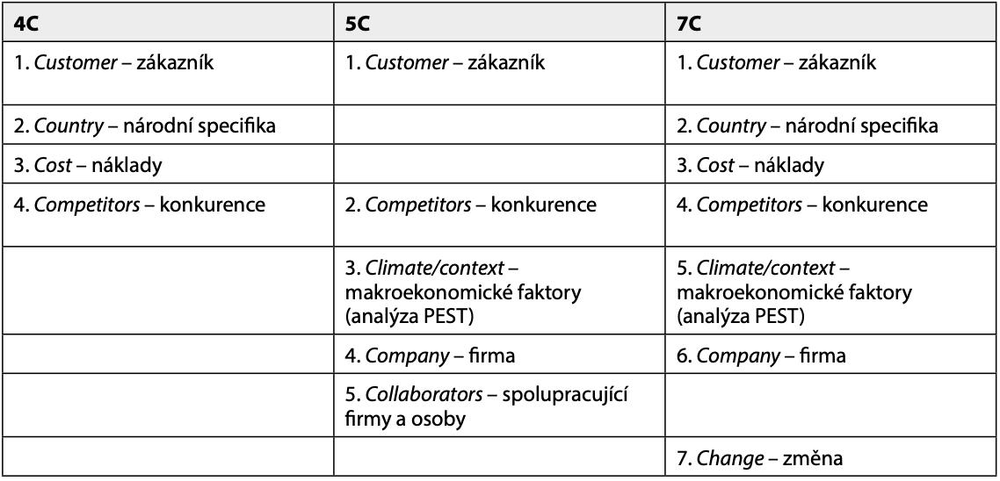 4C 5C 7C
1. Customer – zákazník 1. Customer – zákazník 1. Customer – zákazník
2. Country – národní specifika 2. Country – národní specifika
3. Cost – náklady 3. Cost – náklady
4. Competitors – konkurence 2. Competitors – konkurence 4. Competitors – konkurence
3. Climate/context – 5. Climate/context –
makroekonomické faktory makroekonomické faktory
(analýza PEST) (analýza PEST)
4. Company – firma 6. Company – firma
5. Collaborators – spolupracující
firmy a osoby
7. Change – změna